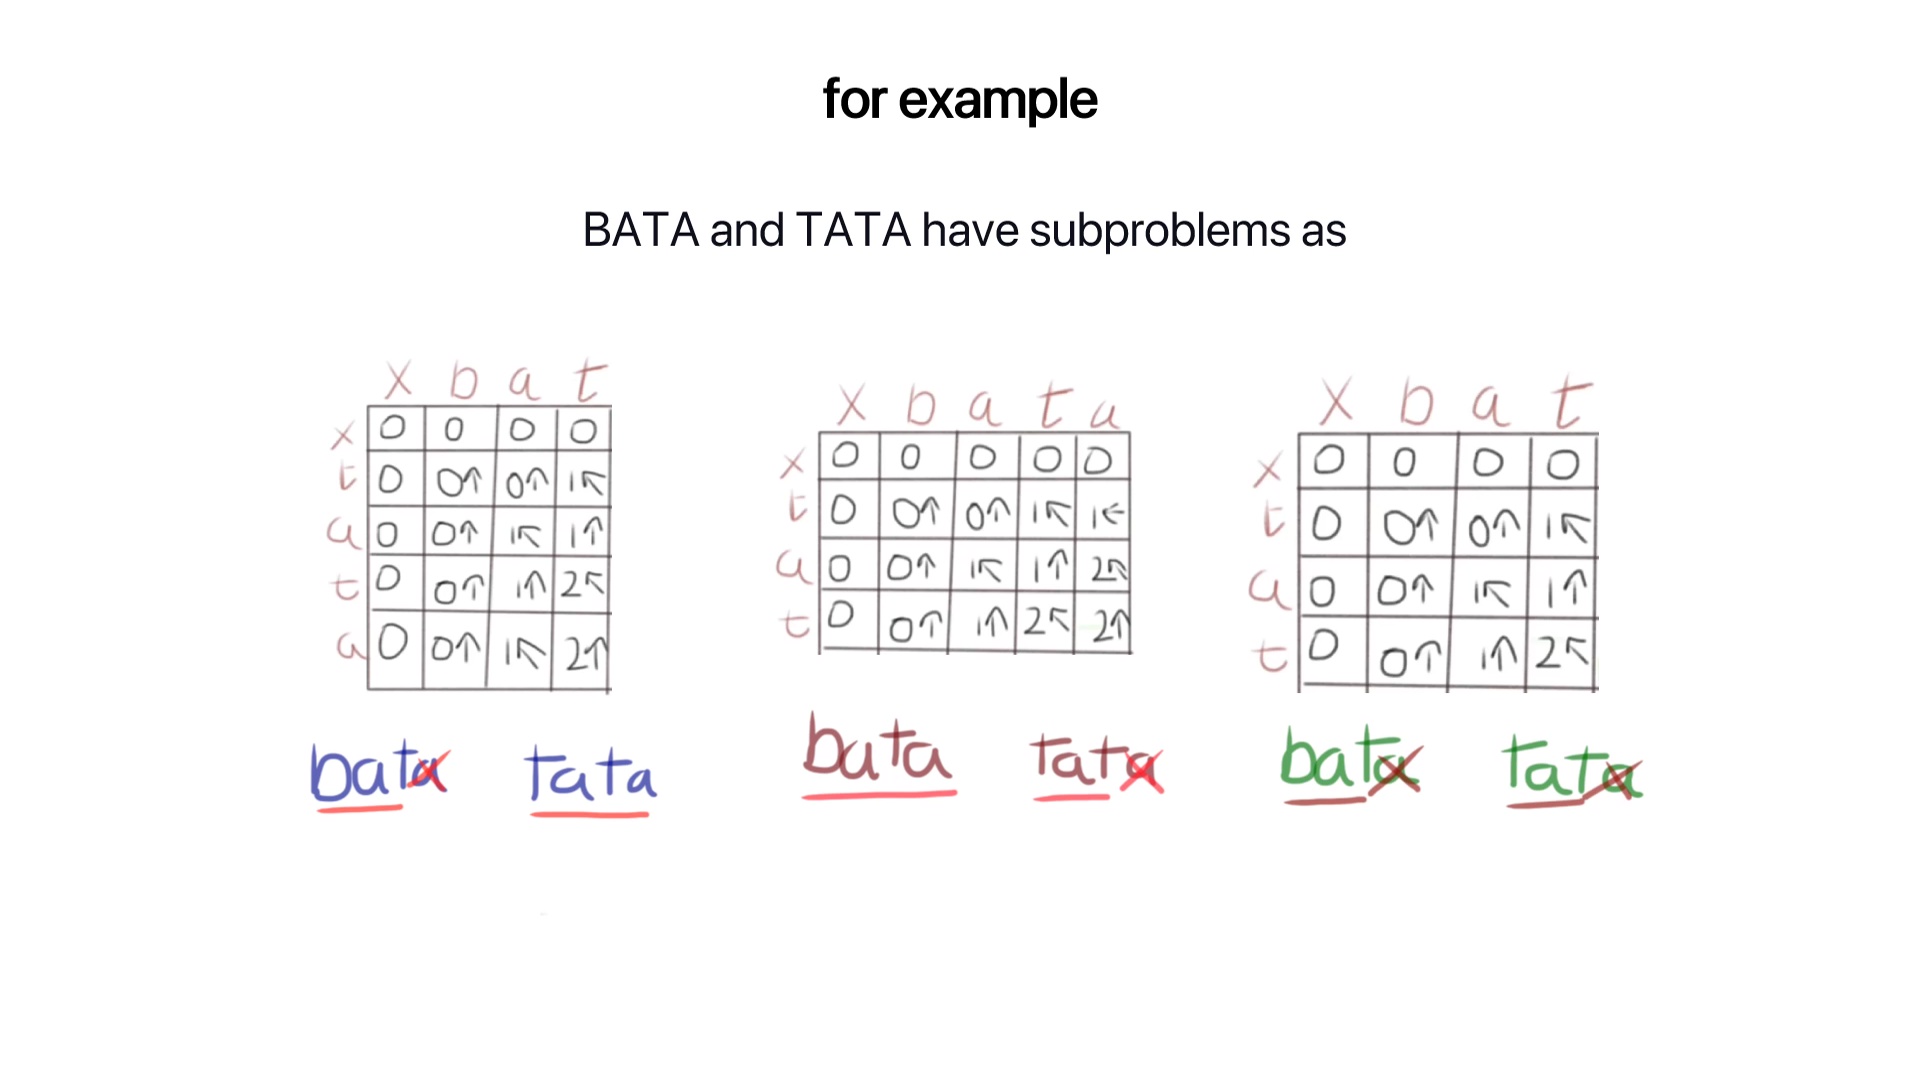 for example
BATA and TATA have subproblems as
x b a t
x 0 0 0 0
t 0 0↑ 0↑ 1↖
a 0 0↑ 1↖ 1↑
t 0 0↑ 1↑ 2↖
a 0 0↑ 1↖ 2↑
bata tata
x b a t a
x 0 0 0 0 0
t 0 0↑ 0↑ 1↖ 1←
a 0 0↑ 1↖ 1↑ 2↖
t 0 0↑ 1↑ 2↖ 2↑
bata tata
x b a t
x 0 0 0 0
t 0 0↑ 0↑ 1↖
a 0 0↑ 1↖ 1↑
t 0 0↑ 1↑ 2↖
bata tata